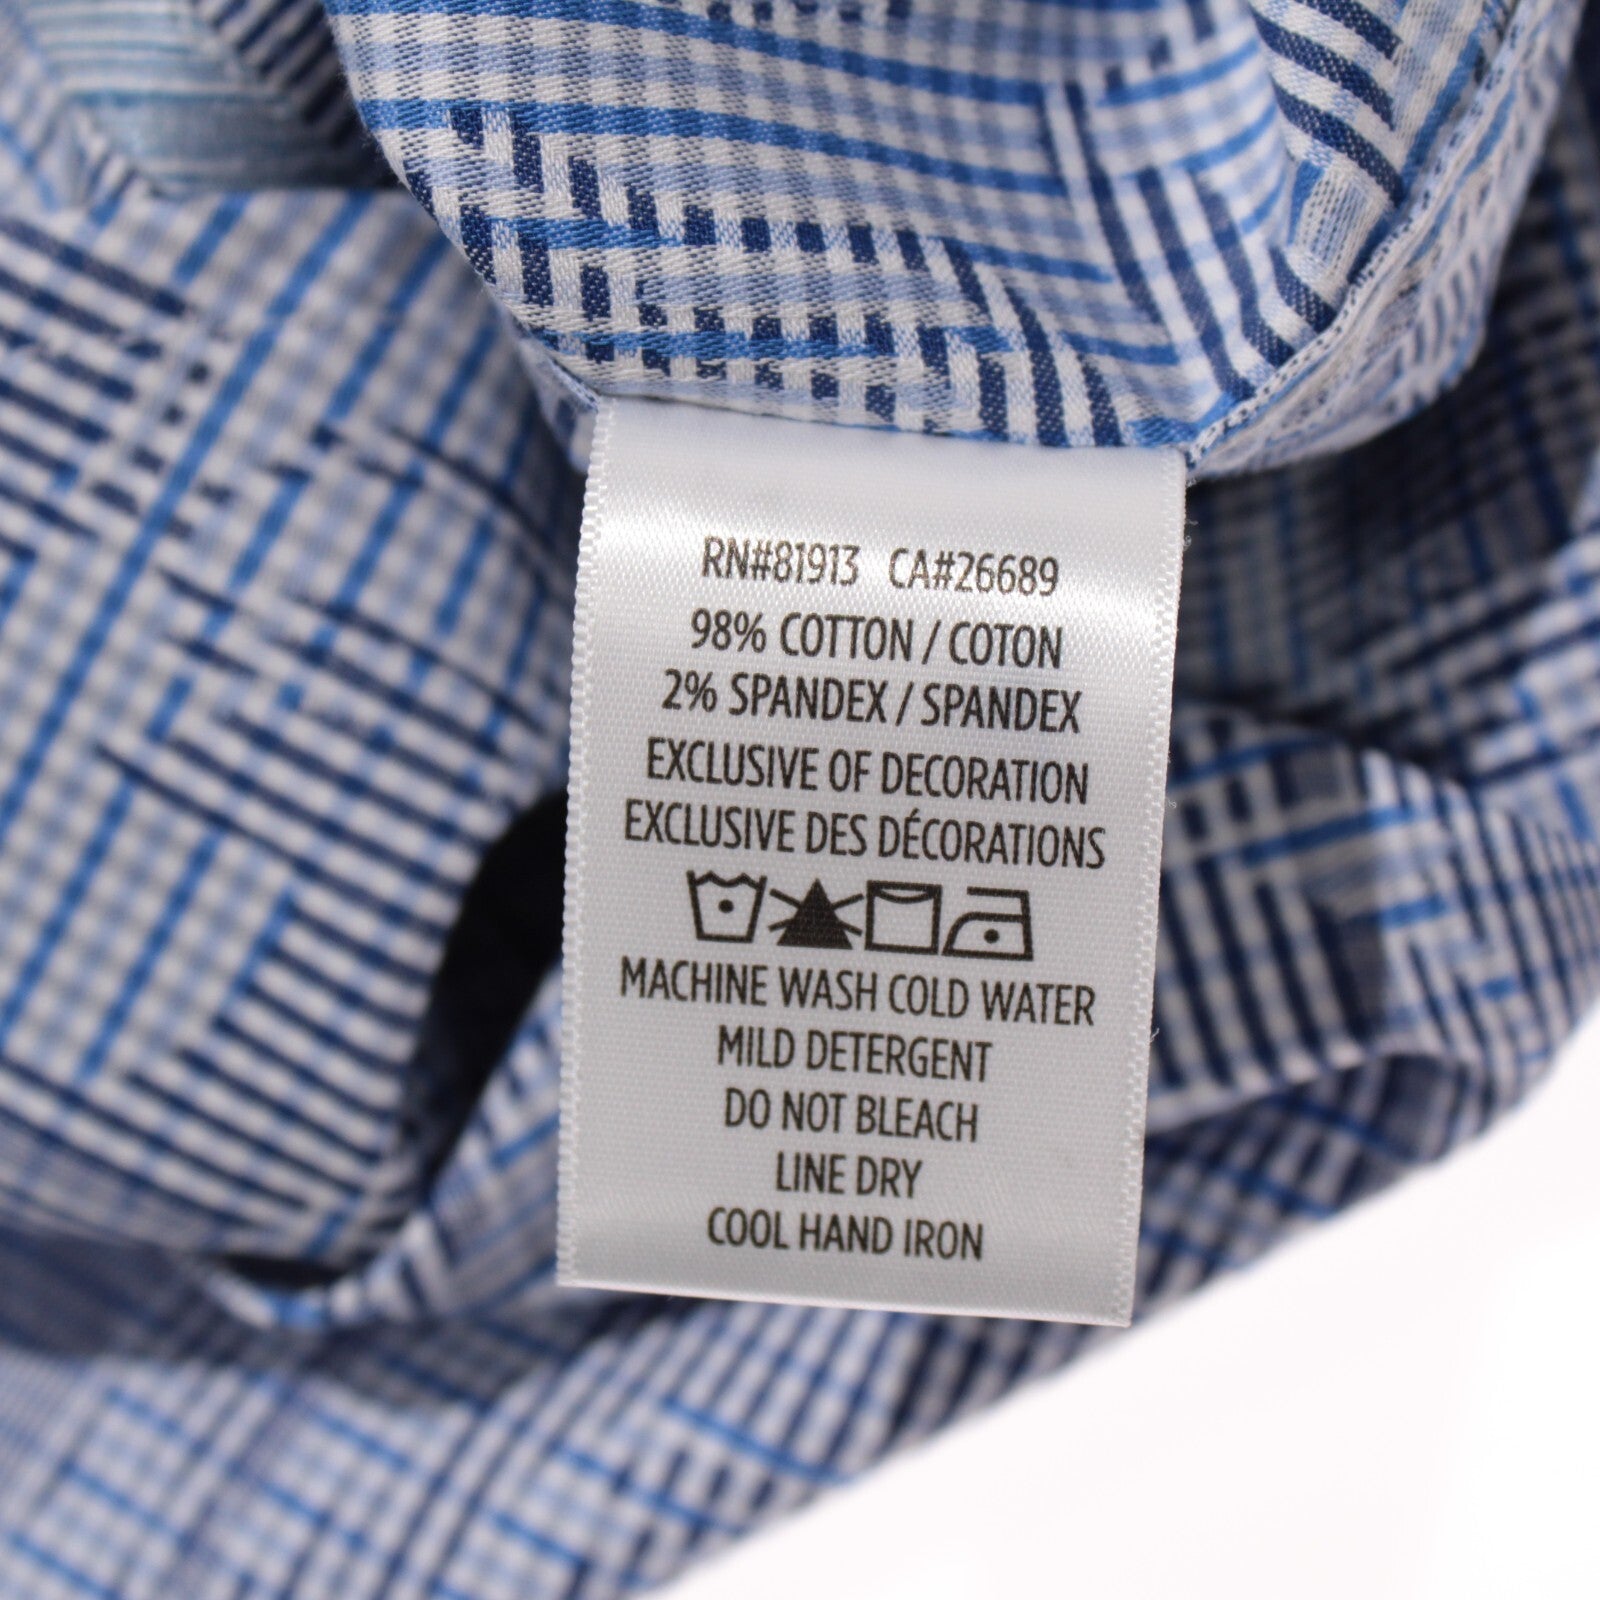 RN#81913 CA#26689
98% COTTON / COTON
2% SPANDEX / SPANDEX
EXCLUSIVE OF DECORATION
EXCLUSIVE DES DÉCORATIONS
MACHINE WASH COLD WATER
MILD DETERGENT
DO NOT BLEACH
LINE DRY
COOL HAND IRON